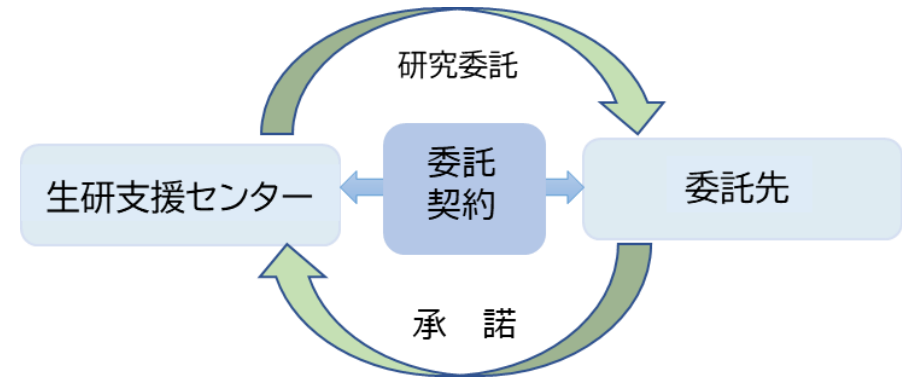 研究委託
生研支援センター
委託
契約
委託先
承　諾